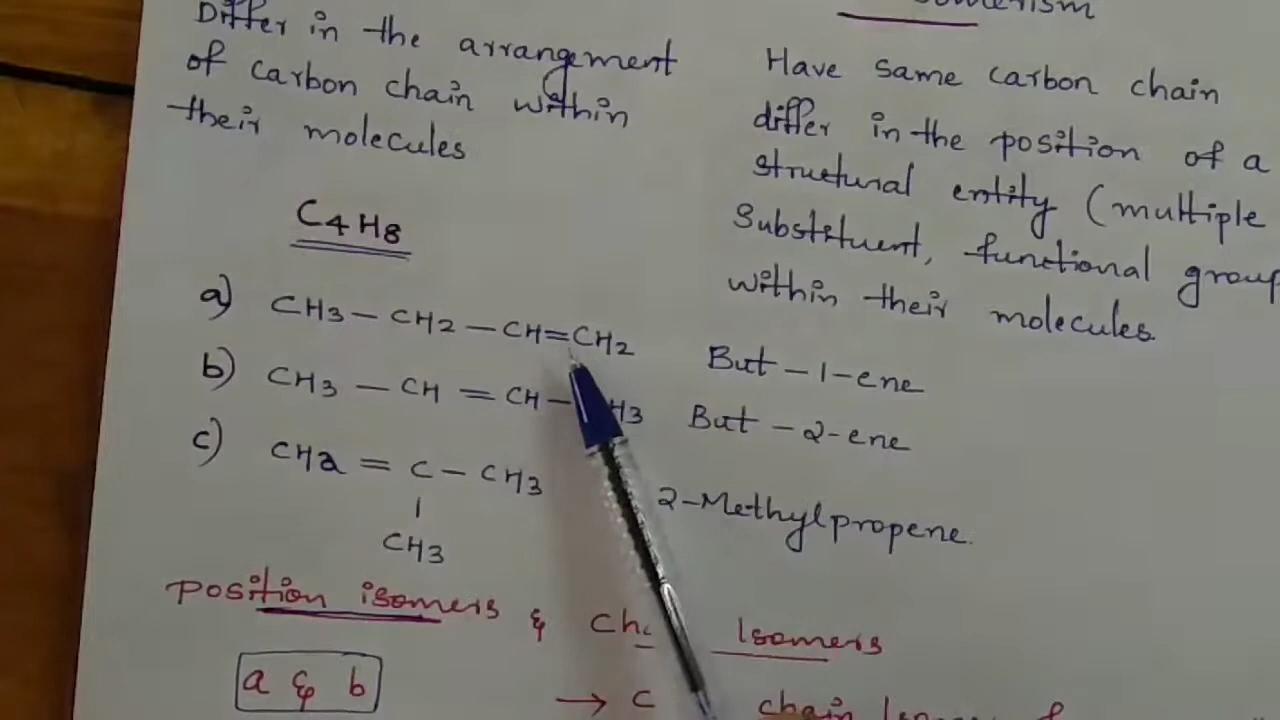 Differ in the arrangement
of carbon chain within
their molecules
Have same carbon chain
differ in the position of a
structural entity (multiple
Substituent, functional group
within their molecules.
C4H8
a) CH3 – CH2 – CH = CH2 But – 1 – ene
b) CH3 – CH = CH – H3 But – 2 – ene
c) CH2 = C – CH3 2-Methylpropene.
|
CH3
Position isomers & Isomers
a & b → C chain